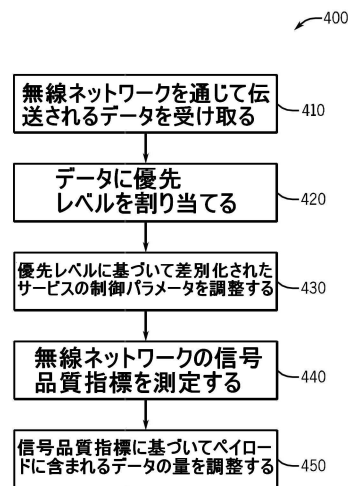 400
無線ネットワークを通じて伝
送されるデータを受け取る
410
データに優先
レベルを割り当てる
420
優先レベルに基づいて差別化された
サービスの制御パラメータを調整する
430
無線ネットワークの信号
品質指標を測定する
440
信号品質指標に基づいてペイロー
ドに含まれるデータの量を調整する
450